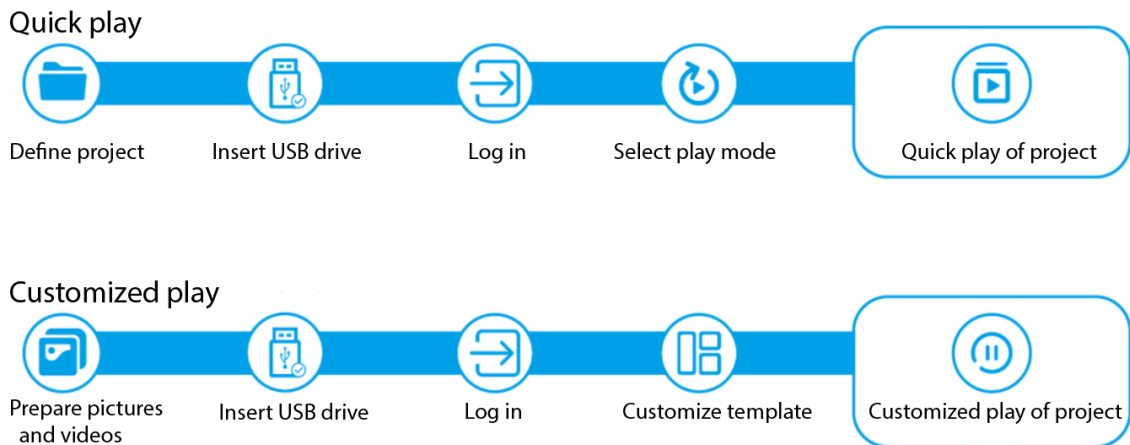 Quick play
Define project
Insert USB drive
Log in
Select play mode
Quick play of project
Customized play
Prepare pictures
and videos
Insert USB drive
Log in
Customize template
Customized play of project